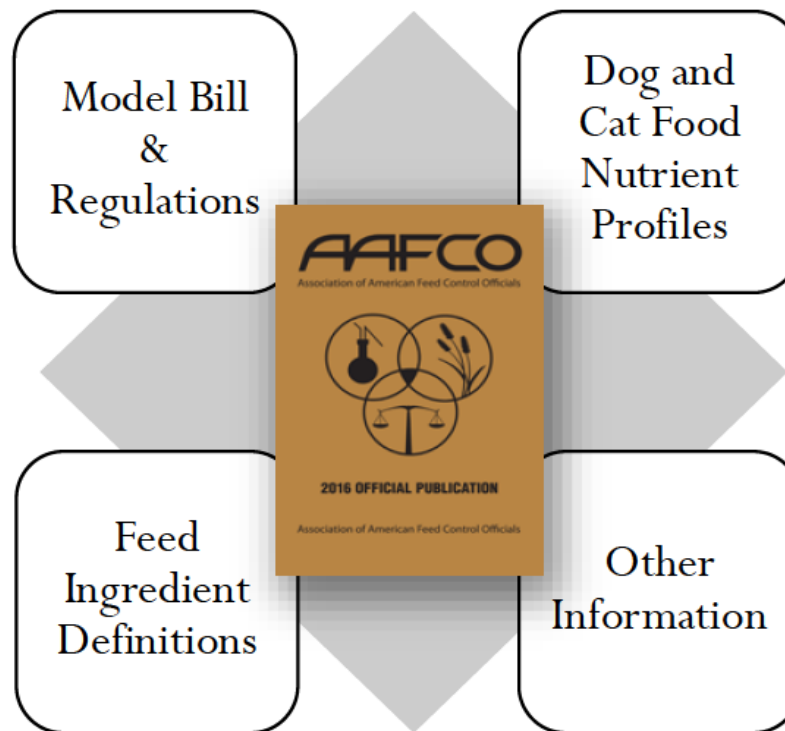 Model Bill
&
Regulations
Dog and
Cat Food
Nutrient
Profiles
AAFCO
Association of American Feed Control Officials
2016 OFFICIAL PUBLICATION
Association of American Feed Control Officials
Feed
Ingredient
Definitions
Other
Information